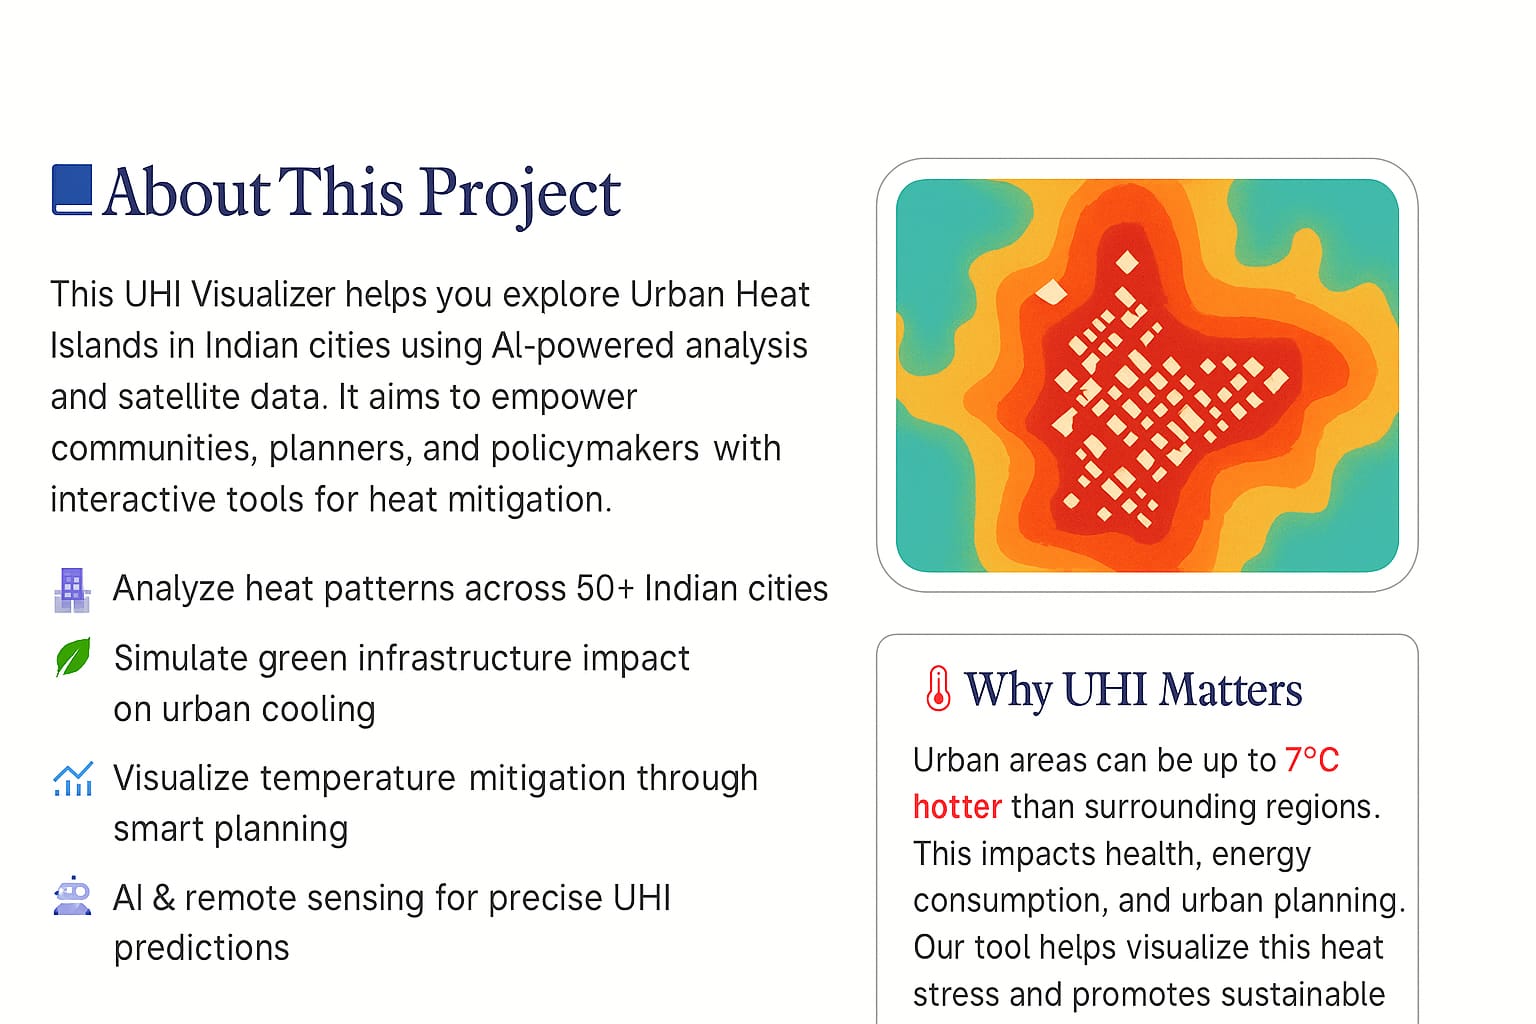 About This Project
This UHI Visualizer helps you explore Urban Heat
Islands in Indian cities using AI-powered analysis
and satellite data. It aims to empower
communities, planners, and policymakers with
interactive tools for heat mitigation.
Analyze heat patterns across 50+ Indian cities
Simulate green infrastructure impact
on urban cooling
Visualize temperature mitigation through
smart planning
AI & remote sensing for precise UHI
predictions
Why UHI Matters
Urban areas can be up to 7°C
hotter than surrounding regions.
This impacts health, energy
consumption, and urban planning.
Our tool helps visualize this heat
stress and promotes sustainable